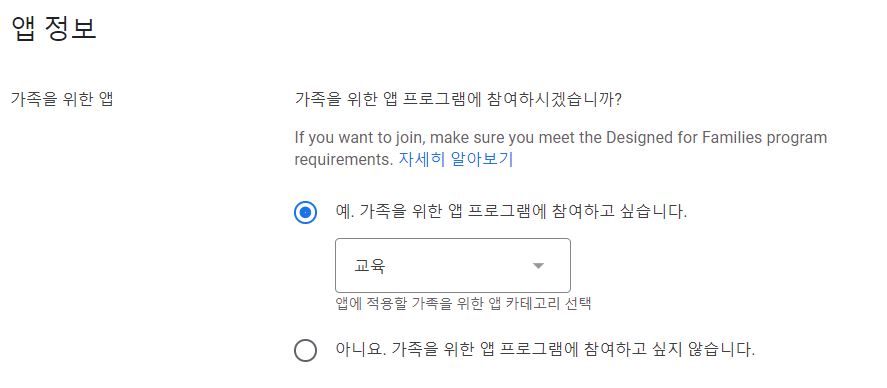 앱 정보
가족을 위한 앱
가족을 위한 앱 프로그램에 참여하시겠습니까?
If you want to join, make sure you meet the Designed for Families program
requirements. 자세히 알아보기
예. 가족을 위한 앱 프로그램에 참여하고 싶습니다.
교육
앱에 적용할 가족을 위한 앱 카테고리 선택
아니요. 가족을 위한 앱 프로그램에 참여하고 싶지 않습니다.